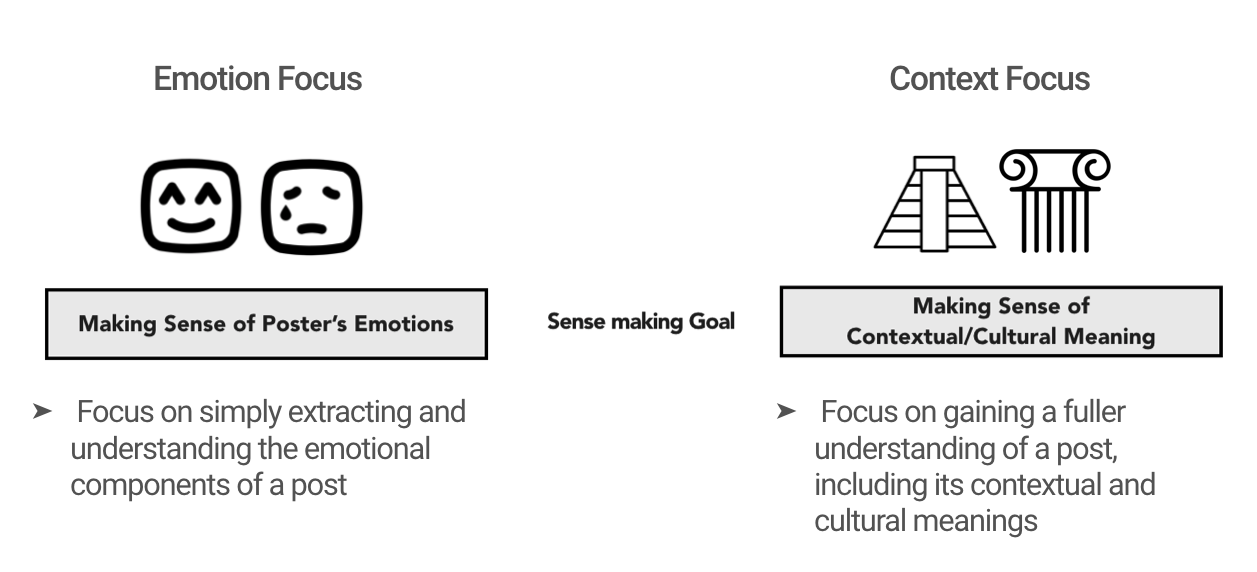 Emotion Focus
Context Focus
Making Sense of Poster's Emotions
Sense making Goal
Making Sense of
Contextual/Cultural Meaning
➤ Focus on simply extracting and
understanding the emotional
components of a post
➤ Focus on gaining a fuller
understanding of a post,
including its contextual and
cultural meanings